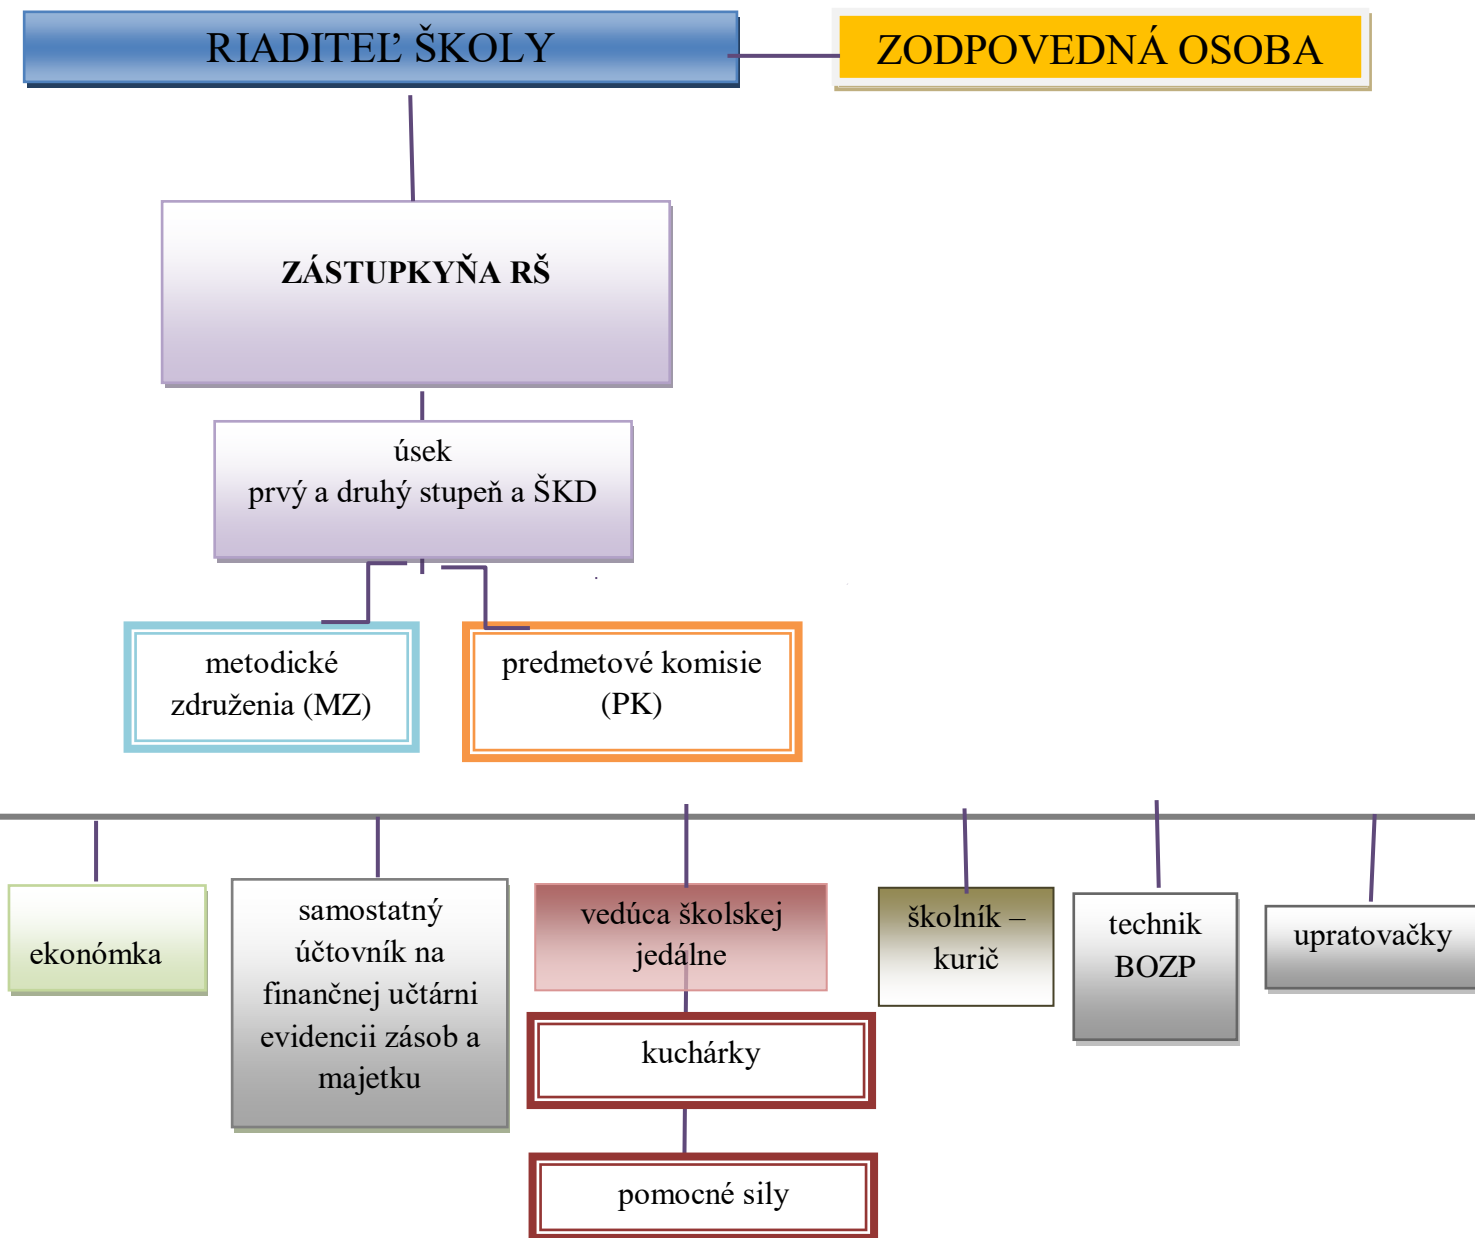 RIADITEĽ ŠKOLY
ZODPOVEDNÁ OSOBA
ZÁSTUPKYŇA RŠ
úsek
prvý a druhý stupeň a ŠKD
metodické
združenia (MZ)
predmetové komisie
(PK)
ekonómka
samostatný
účtovník na
finančnej učtárni
evidencii zásob a
majetku
vedúca školskej
jedálne
kuchárky
pomocné sily
školník –
kurič
technik
BOZP
upratovačky